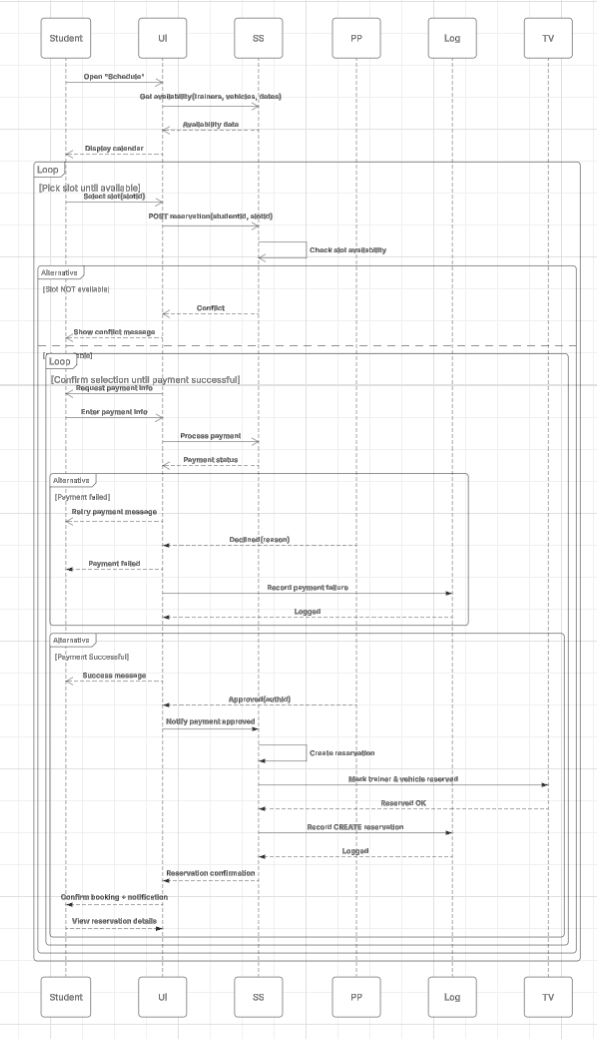 Student UI SS PP Log TV
Open "Schedule"
Get availability(trainers, vehicles, dates)
Availability data
Display calendar
Loop
[Pick slot until available]
Select slot(slotId)
POST reservation(studentId, slotId)
Check slot availability
Alternative
[Slot NOT available]
Conflict
Show conflict message
Loop
[Confirm selection until payment successful]
Request payment info
Enter payment info
Process payment
Payment status
Alternative
[Payment failed]
Retry payment message
Declined(reason)
Payment failed
Record payment failure
Logged
Alternative
[Payment Successful]
Success message
Approved(authId)
Notify payment approved
Create reservation
Mark trainer & vehicle reserved
Reserved OK
Record CREATE reservation
Logged
Reservation confirmation
Confirm booking + notification
View reservation details
Student UI SS PP Log TV